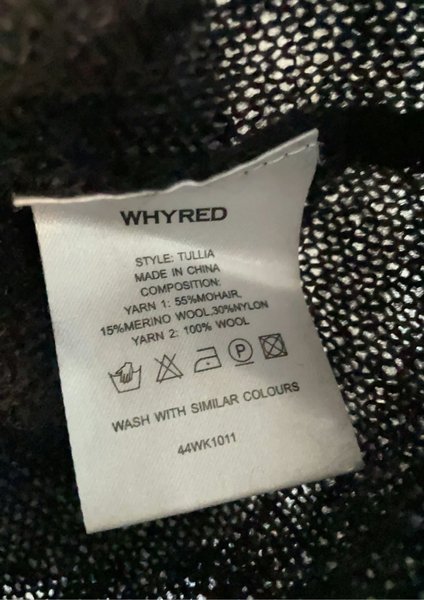 WHYRED
STYLE: TULLIA
MADE IN CHINA
COMPOSITION:
YARN 1: 55%MOHAIR,
15%MERINO WOOL,30%NYLON
YARN 2: 100% WOOL
P
WASH WITH SIMILAR COLOURS
44WK1011